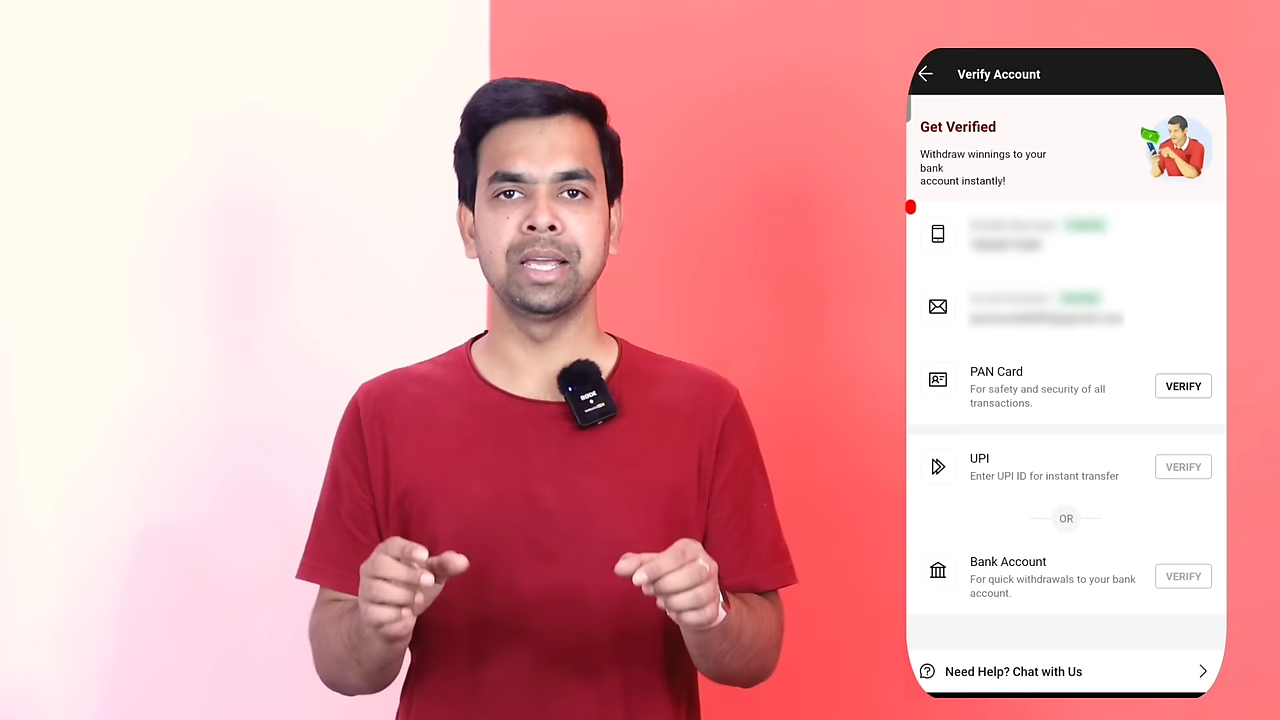 Verify Account
Get Verified
Withdraw winnings to your
bank
account instantly!
PAN Card
For safety and security of all
transactions.
VERIFY
UPI
Enter UPI ID for instant transfer
VERIFY
OR
Bank Account
For quick withdrawals to your bank
account.
VERIFY
Need Help? Chat with Us
RODE